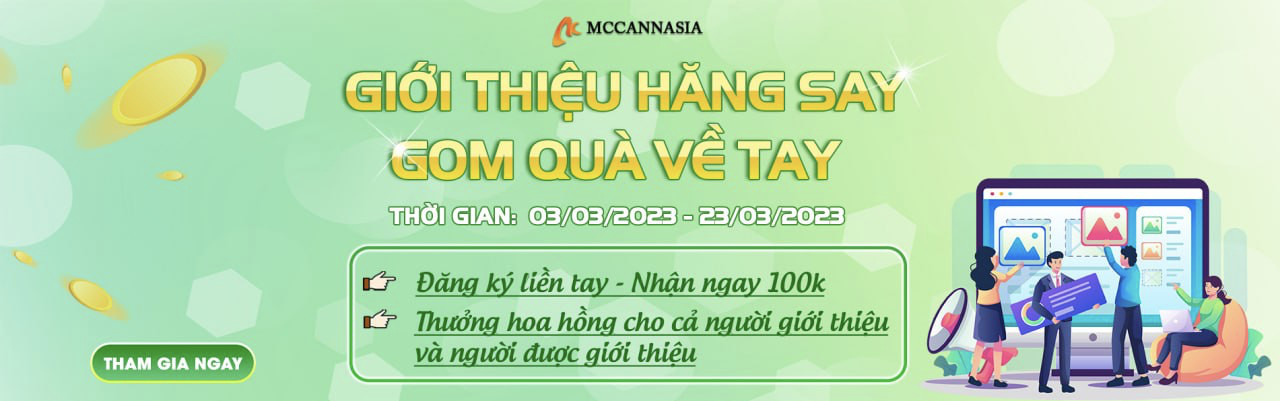 MCCANNASIA
GIỚI THIỆU HĂNG SAY
GOM QUÀ VỀ TAY
THỜI GIAN: 03/03/2023 - 23/03/2023
Đăng ký liền tay - Nhận ngay 100k
Thưởng hoa hồng cho cả người giới thiệu
và người được giới thiệu
THAM GIA NGAY